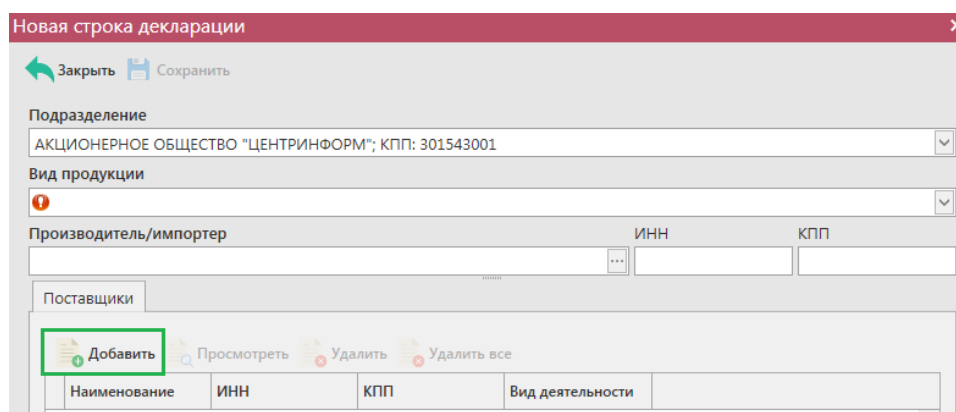 Новая строка декларации
Закрыть Сохранить
Подразделение
АКЦИОНЕРНОЕ ОБЩЕСТВО "ЦЕНТРИНФОРМ"; КПП: 301543001
Вид продукции
Производитель/импортер ИНН КПП
Поставщики
Добавить Просмотреть Удалить Удалить все
Наименование ИНН КПП Вид деятельности